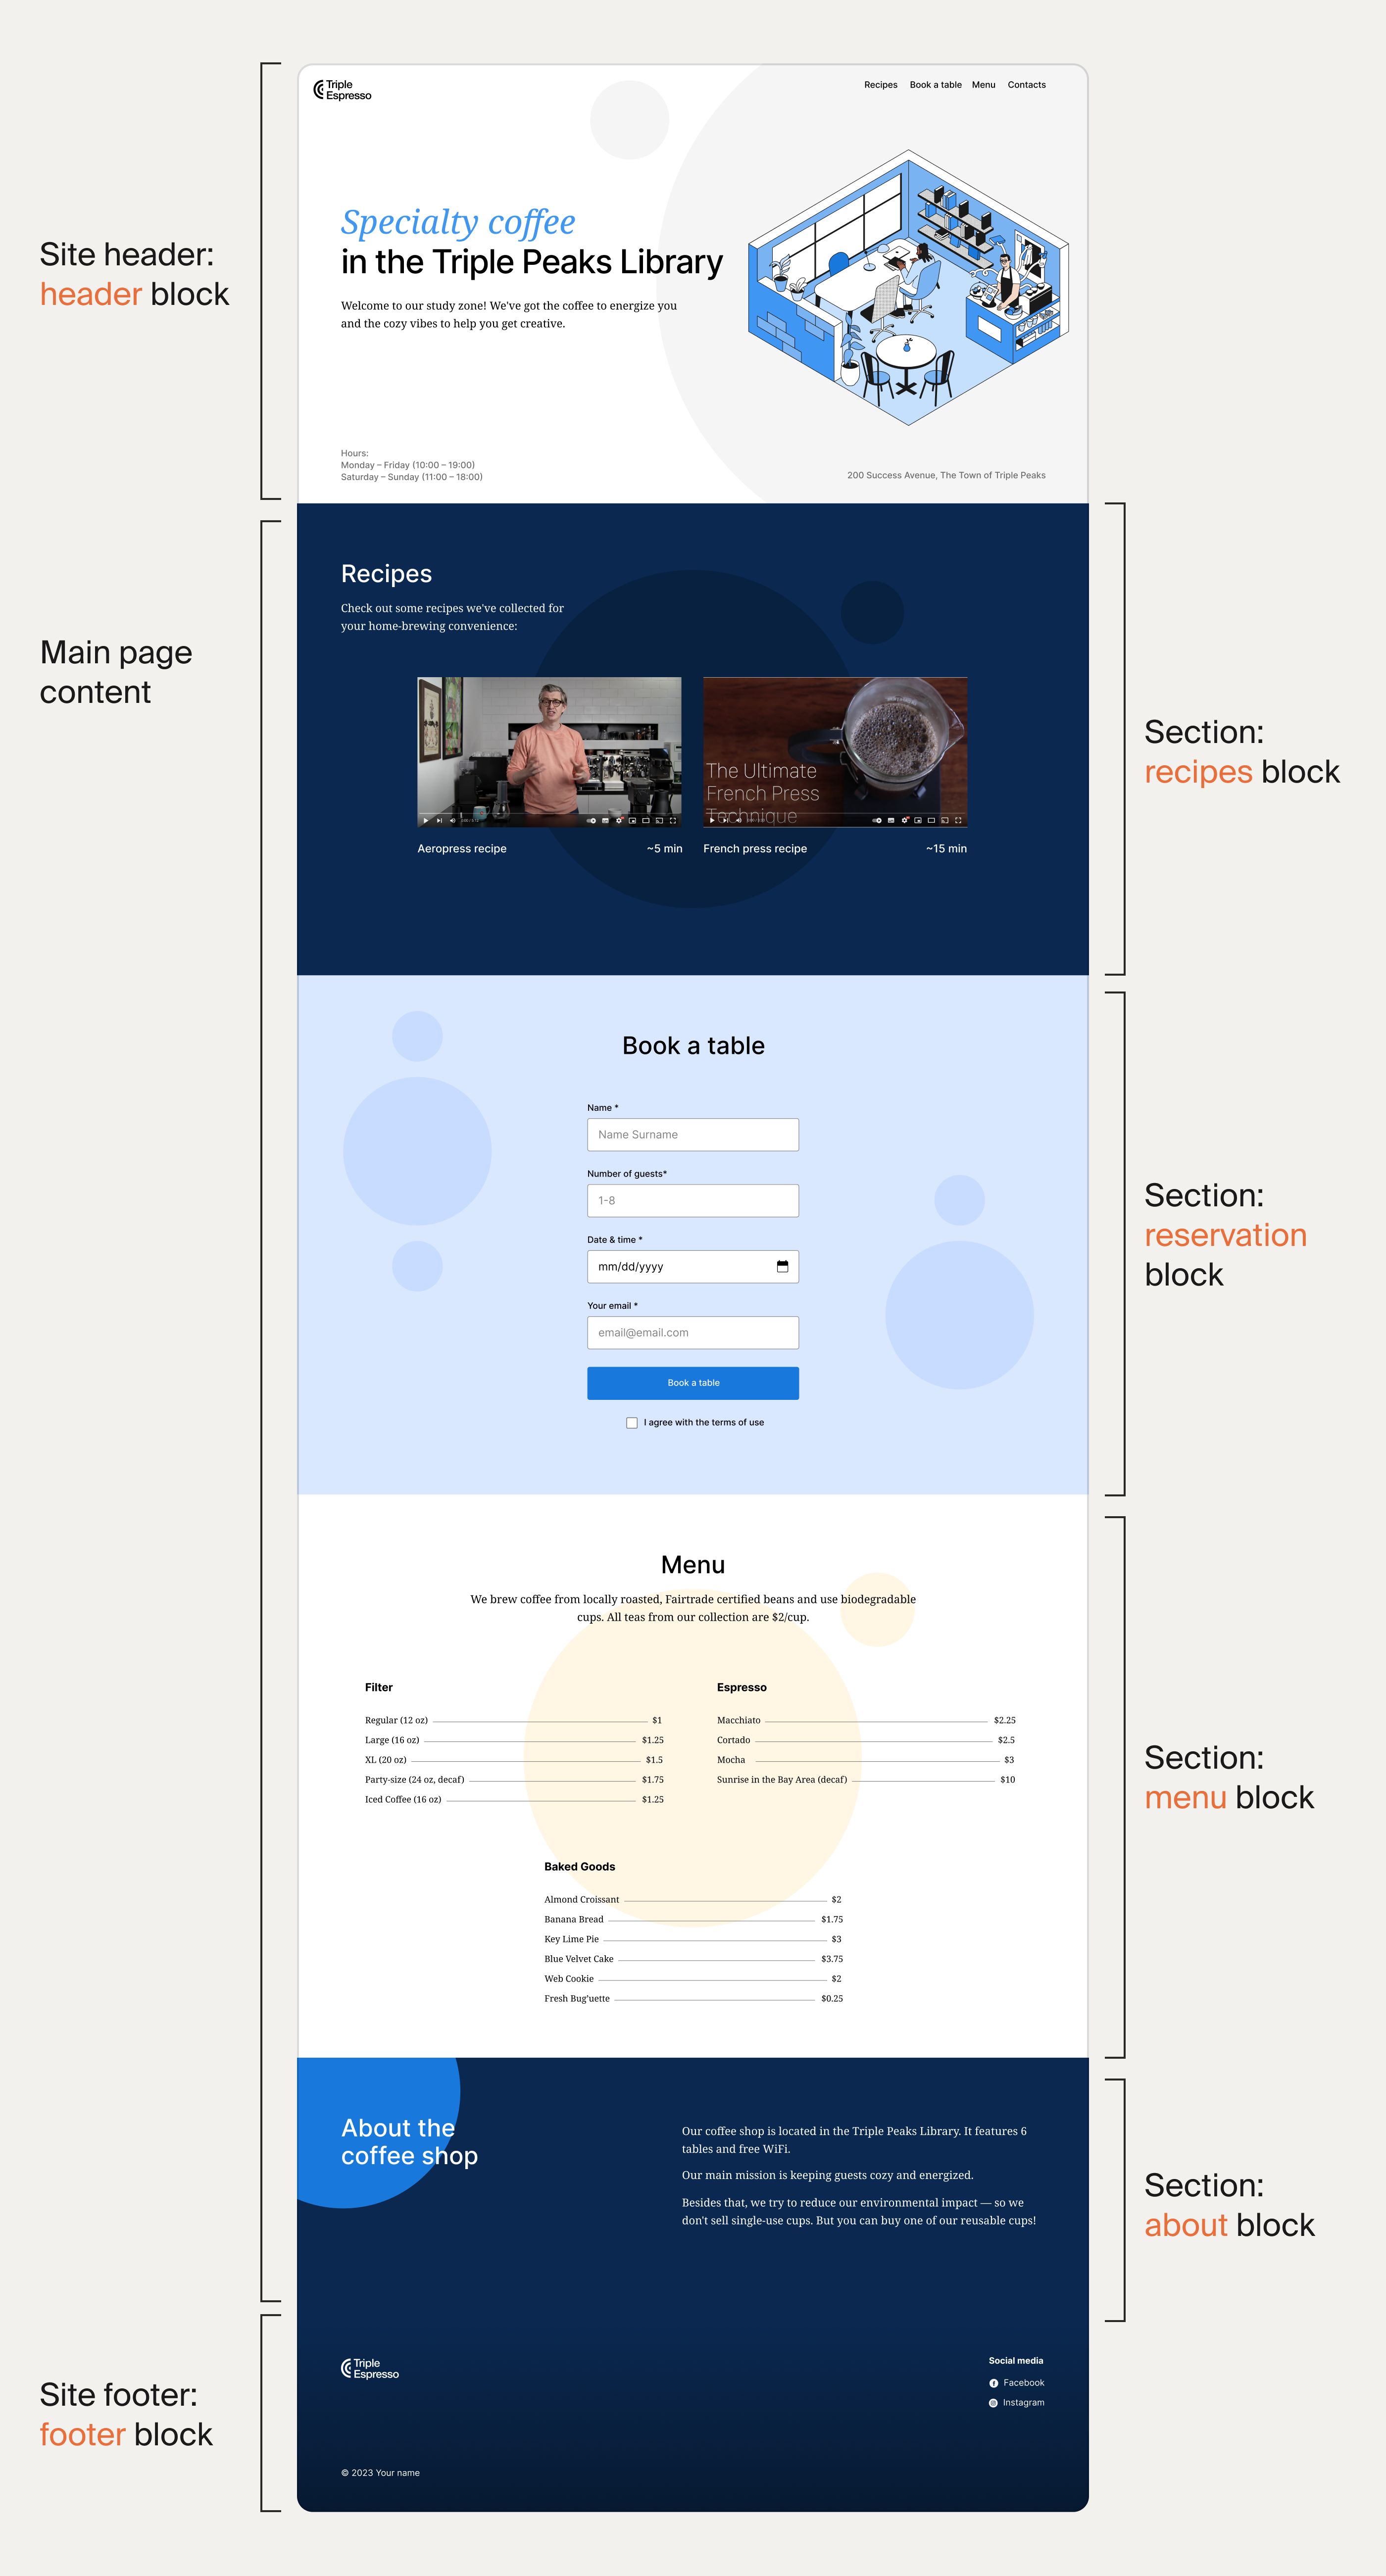 Site header:
header block
Triple
Espresso
Recipes Book a table Menu Contacts
Specialty coffee
in the Triple Peaks Library
Welcome to our study zone! We've got the coffee to energize you
and the cozy vibes to help you get creative.
Hours:
Monday – Friday (10:00 – 19:00)
Saturday – Sunday (11:00 – 18:00)
200 Success Avenue, The Town of Triple Peaks
Main page
content
Recipes
Check out some recipes we've collected for
your home-brewing convenience:
The Ultimate
French Press
Technique
Aeropress recipe ~5 min
French press recipe ~15 min
Section:
recipes block
Book a table
Name *
Name Surname
Number of guests*
1-8
Date & time *
mm/dd/yyyy
Your email *
email@email.com
Book a table
I agree with the terms of use
Section:
reservation
block
Menu
We brew coffee from locally roasted, Fairtrade certified beans and use biodegradable
cups. All teas from our collection are $2/cup.
Filter
Regular (12 oz) $1
Large (16 oz) $1.25
XL (20 oz) $1.5
Party-size (24 oz, decaf) $1.75
Iced Coffee (16 oz) $1.25
Espresso
Macchiato $2.25
Cortado $2.5
Mocha $3
Sunrise in the Bay Area (decaf) $10
Baked Goods
Almond Croissant $2
Banana Bread $1.75
Key Lime Pie $3
Blue Velvet Cake $3.75
Web Cookie $2
Fresh Bug'uette $0.25
Section:
menu block
About the
coffee shop
Our coffee shop is located in the Triple Peaks Library. It features 6
tables and free WiFi.
Our main mission is keeping guests cozy and energized.
Besides that, we try to reduce our environmental impact — so we
don't sell single-use cups. But you can buy one of our reusable cups!
Section:
about block
Site footer:
footer block
Triple
Espresso
Social media
Facebook
Instagram
© 2023 Your name